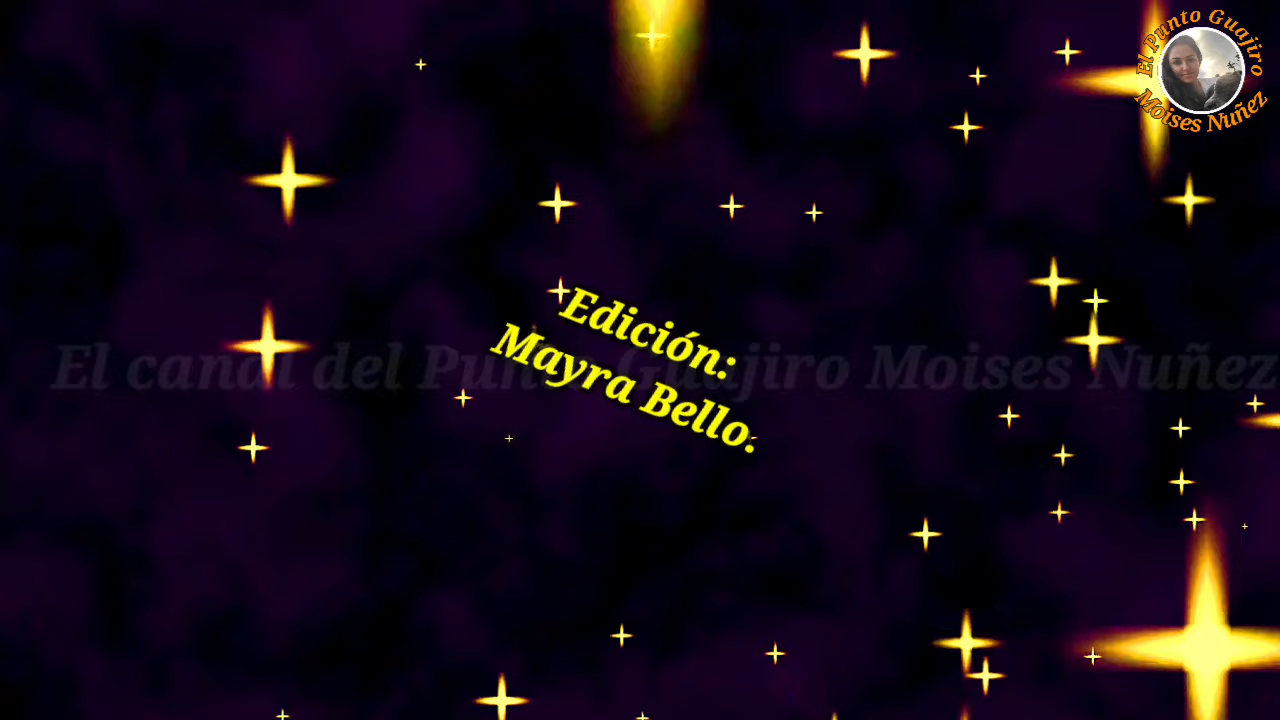 El Punto Guajiro
Moises Nuñez
Edición:
Mayra Bello.
El canal del Punto Guajiro Moises Nuñez